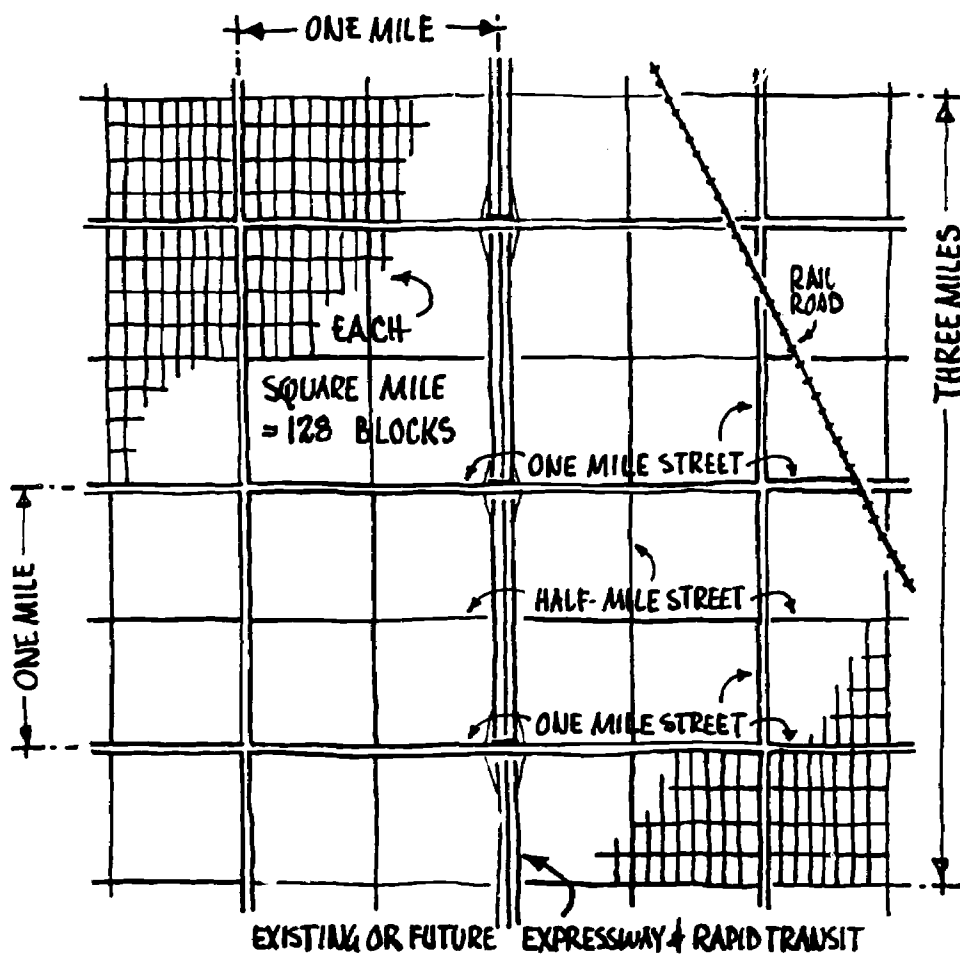 ONE MILE
THREE MILES
RAIL
ROAD
EACH
SQUARE MILE
= 128 BLOCKS
ONE MILE STREET
ONE MILE
HALF-MILE STREET
ONE MILE STREET
EXISTING OR FUTURE EXPRESSWAY & RAPID TRANSIT